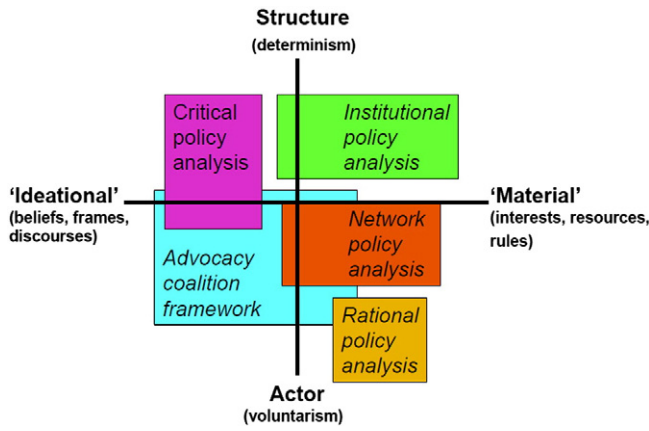 Structure
(determinism)
Critical
policy
analysis
Institutional
policy
analysis
‘Ideational’
(beliefs, frames,
discourses)
‘Material’
(interests, resources,
rules)
Network
policy
analysis
Advocacy
coalition
framework
Rational
policy
analysis
Actor
(voluntarism)